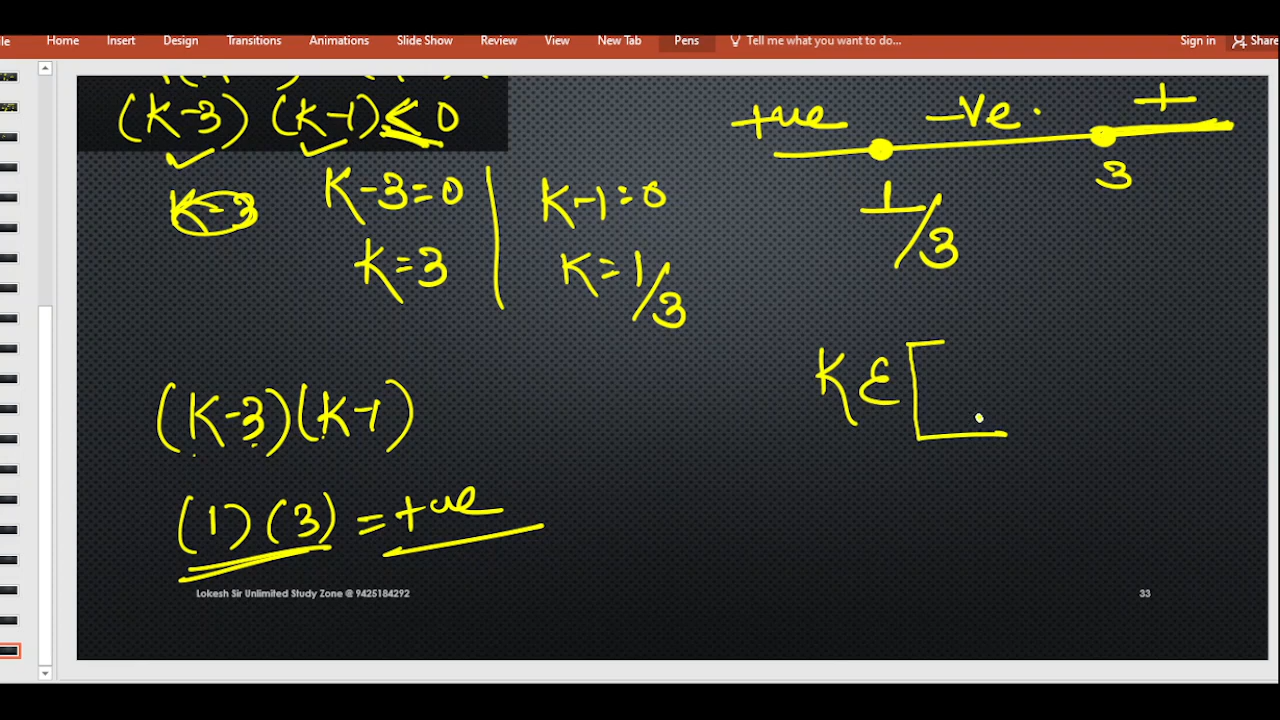 Home Insert Design Transitions Animations Slide Show Review View New Tab Pens Tell me what you want to do... Sign in Share
(K-3) (K-1) ≤ 0
+ve -ve. +
K-3=0 K-1=0
1/3 3
K=3 K=1/3
K ε [
(K-3)(K-1)
(1)(3) = +ve
Lokesh Sir Unlimited Study Zone @ 9425184292 33